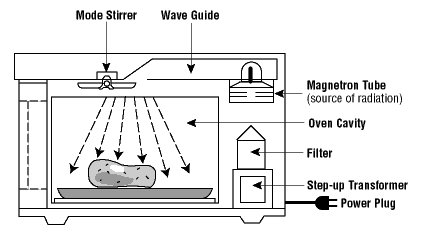 Mode Stirrer
Wave Guide
Magnetron Tube
(source of radiation)
Oven Cavity
Filter
Step-up Transformer
Power Plug